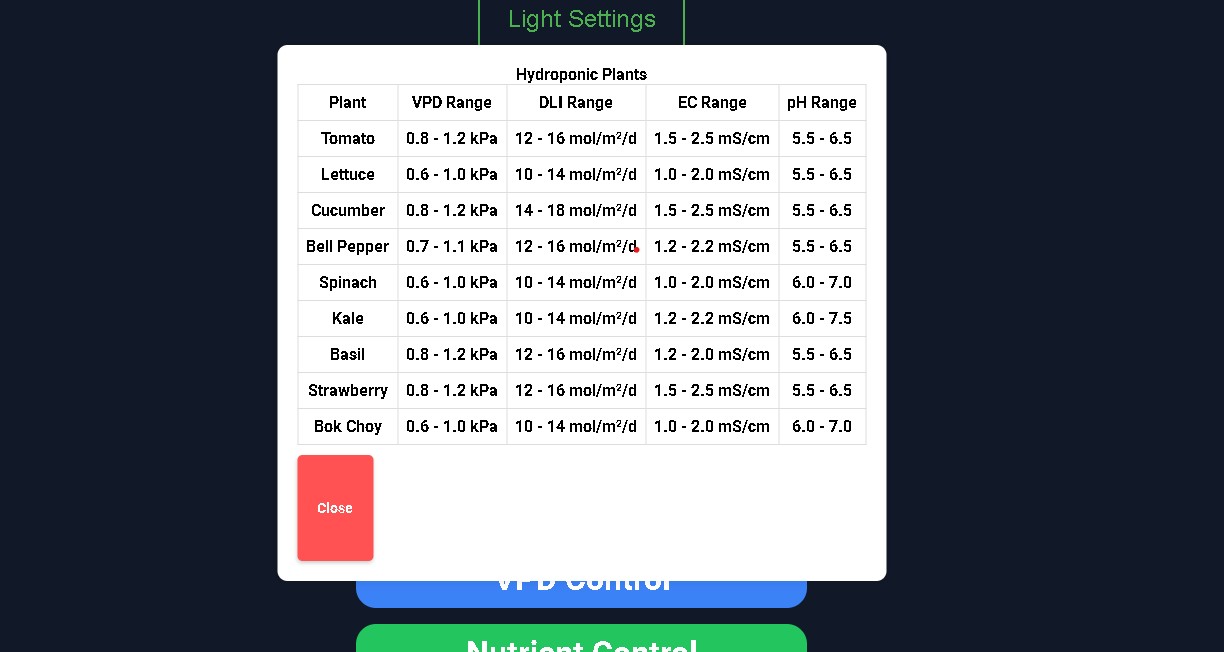 Light Settings
Hydroponic Plants
Plant VPD Range DLI Range EC Range pH Range
Tomato 0.8 - 1.2 kPa 12 - 16 mol/m²/d 1.5 - 2.5 mS/cm 5.5 - 6.5
Lettuce 0.6 - 1.0 kPa 10 - 14 mol/m²/d 1.0 - 2.0 mS/cm 5.5 - 6.5
Cucumber 0.8 - 1.2 kPa 14 - 18 mol/m²/d 1.5 - 2.5 mS/cm 5.5 - 6.5
Bell Pepper 0.7 - 1.1 kPa 12 - 16 mol/m²/d 1.2 - 2.2 mS/cm 5.5 - 6.5
Spinach 0.6 - 1.0 kPa 10 - 14 mol/m²/d 1.0 - 2.0 mS/cm 6.0 - 7.0
Kale 0.6 - 1.0 kPa 10 - 14 mol/m²/d 1.2 - 2.2 mS/cm 6.0 - 7.5
Basil 0.8 - 1.2 kPa 12 - 16 mol/m²/d 1.2 - 2.0 mS/cm 5.5 - 6.5
Strawberry 0.8 - 1.2 kPa 12 - 16 mol/m²/d 1.5 - 2.5 mS/cm 5.5 - 6.5
Bok Choy 0.6 - 1.0 kPa 10 - 14 mol/m²/d 1.0 - 2.0 mS/cm 6.0 - 7.0
Close
VPD Control
Nutrient Control